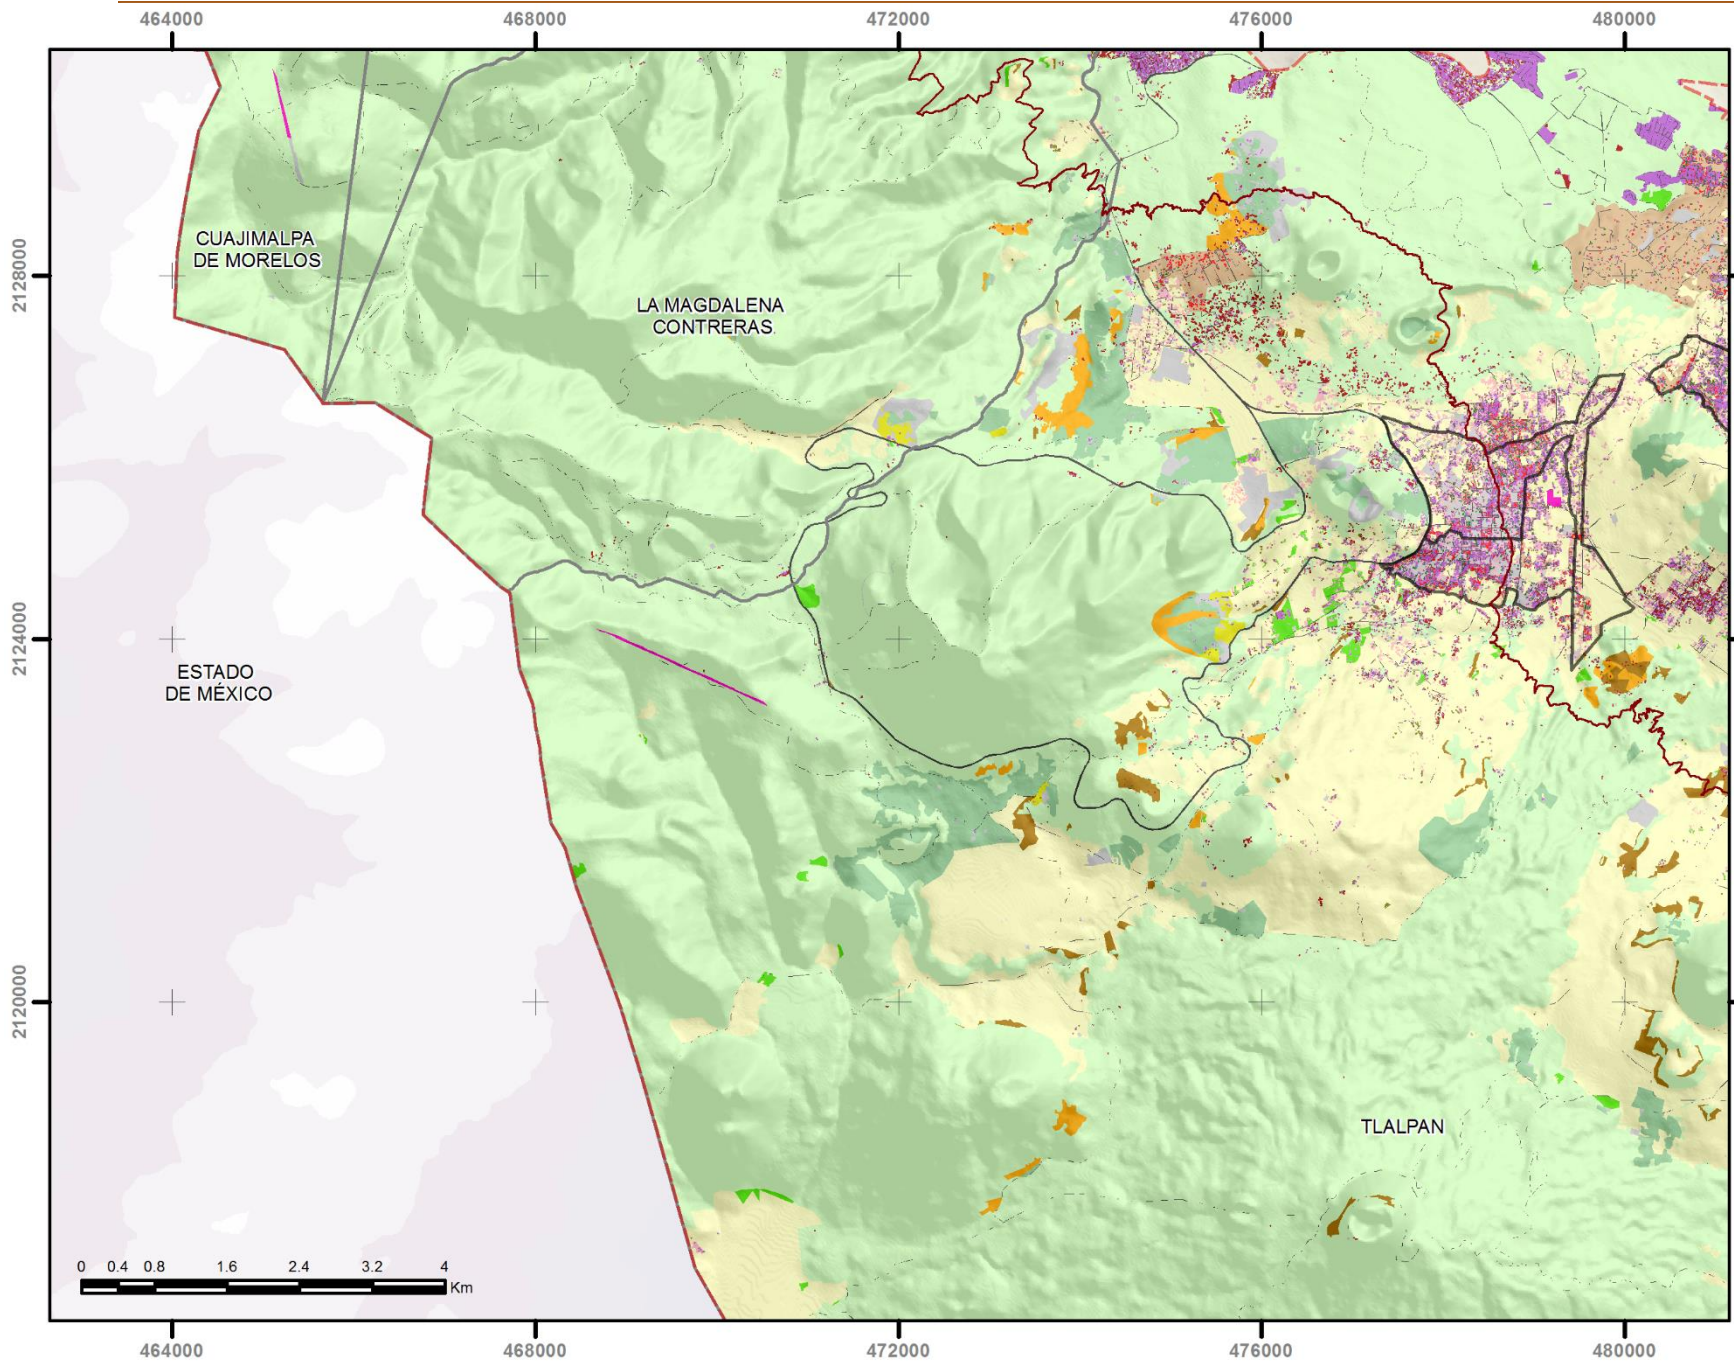 464000
468000
472000
476000
480000
CUAJIMALPA
DE MORELOS
2128000
LA MAGDALENA
CONTRERAS
2124000
ESTADO
DE MÉXICO
2120000
TLALPAN
0 0.4 0.8 1.6 2.4 3.2 4
Km
464000
468000
472000
476000
480000